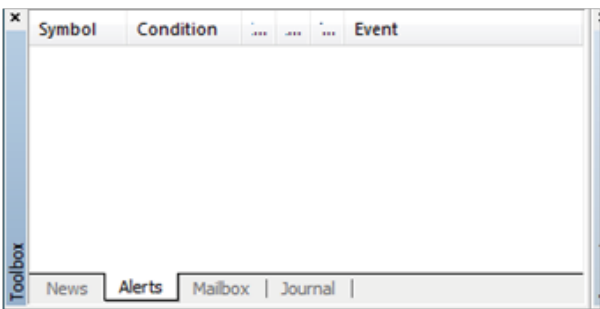 Symbol Condition ... ... ... Event
Toolbox
News Alerts Mailbox | Journal |